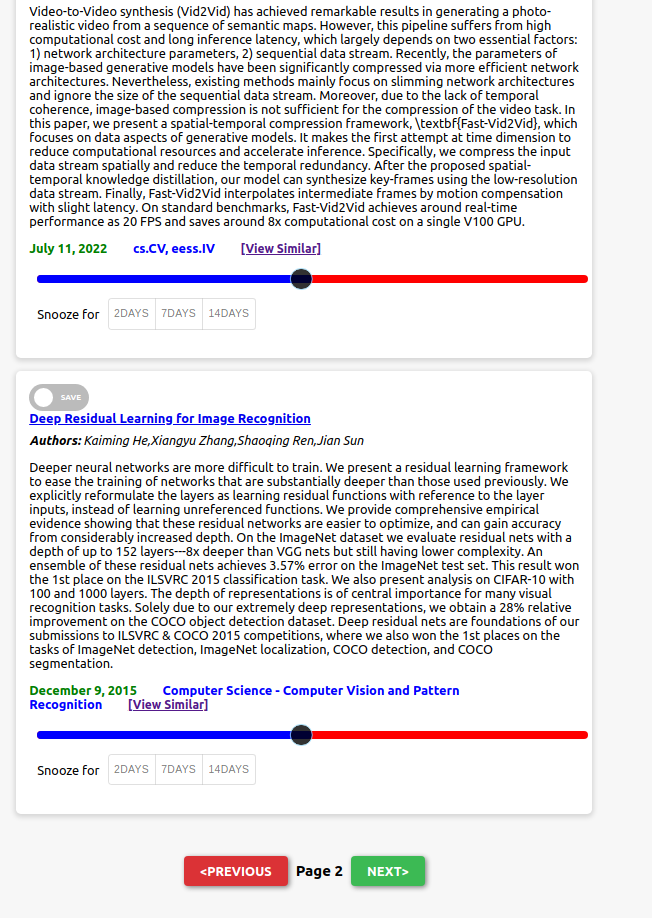 Video-to-Video synthesis (Vid2Vid) has achieved remarkable results in generating a photo-
realistic video from a sequence of semantic maps. However, this pipeline suffers from high
computational cost and long inference latency, which largely depends on two essential factors:
1) network architecture parameters, 2) sequential data stream. Recently, the parameters of
image-based generative models have been significantly compressed via more efficient network
architectures. Nevertheless, existing methods mainly focus on slimming network architectures
and ignore the size of the sequential data stream. Moreover, due to the lack of temporal
coherence, image-based compression is not sufficient for the compression of the video task. In
this paper, we present a spatial-temporal compression framework, \textbf{Fast-Vid2Vid}, which
focuses on data aspects of generative models. It makes the first attempt at time dimension to
reduce computational resources and accelerate inference. Specifically, we compress the input
data stream spatially and reduce the temporal redundancy. After the proposed spatial-
temporal knowledge distillation, our model can synthesize key-frames using the low-resolution
data stream. Finally, Fast-Vid2Vid interpolates intermediate frames by motion compensation
with slight latency. On standard benchmarks, Fast-Vid2Vid achieves around real-time
performance as 20 FPS and saves around 8x computational cost on a single V100 GPU.
July 11, 2022 cs.CV, eess.IV [View Similar]
Snooze for 2DAYS 7DAYS 14DAYS
SAVE
Deep Residual Learning for Image Recognition
Authors: Kaiming He,Xiangyu Zhang,Shaoqing Ren,Jian Sun
Deeper neural networks are more difficult to train. We present a residual learning framework
to ease the training of networks that are substantially deeper than those used previously. We
explicitly reformulate the layers as learning residual functions with reference to the layer
inputs, instead of learning unreferenced functions. We provide comprehensive empirical
evidence showing that these residual networks are easier to optimize, and can gain accuracy
from considerably increased depth. On the ImageNet dataset we evaluate residual nets with a
depth of up to 152 layers---8x deeper than VGG nets but still having lower complexity. An
ensemble of these residual nets achieves 3.57% error on the ImageNet test set. This result won
the 1st place on the ILSVRC 2015 classification task. We also present analysis on CIFAR-10 with
100 and 1000 layers. The depth of representations is of central importance for many visual
recognition tasks. Solely due to our extremely deep representations, we obtain a 28% relative
improvement on the COCO object detection dataset. Deep residual nets are foundations of our
submissions to ILSVRC & COCO 2015 competitions, where we also won the 1st places on the
tasks of ImageNet detection, ImageNet localization, COCO detection, and COCO
segmentation.
December 9, 2015 Computer Science - Computer Vision and Pattern
Recognition [View Similar]
Snooze for 2DAYS 7DAYS 14DAYS
<PREVIOUS Page 2 NEXT>